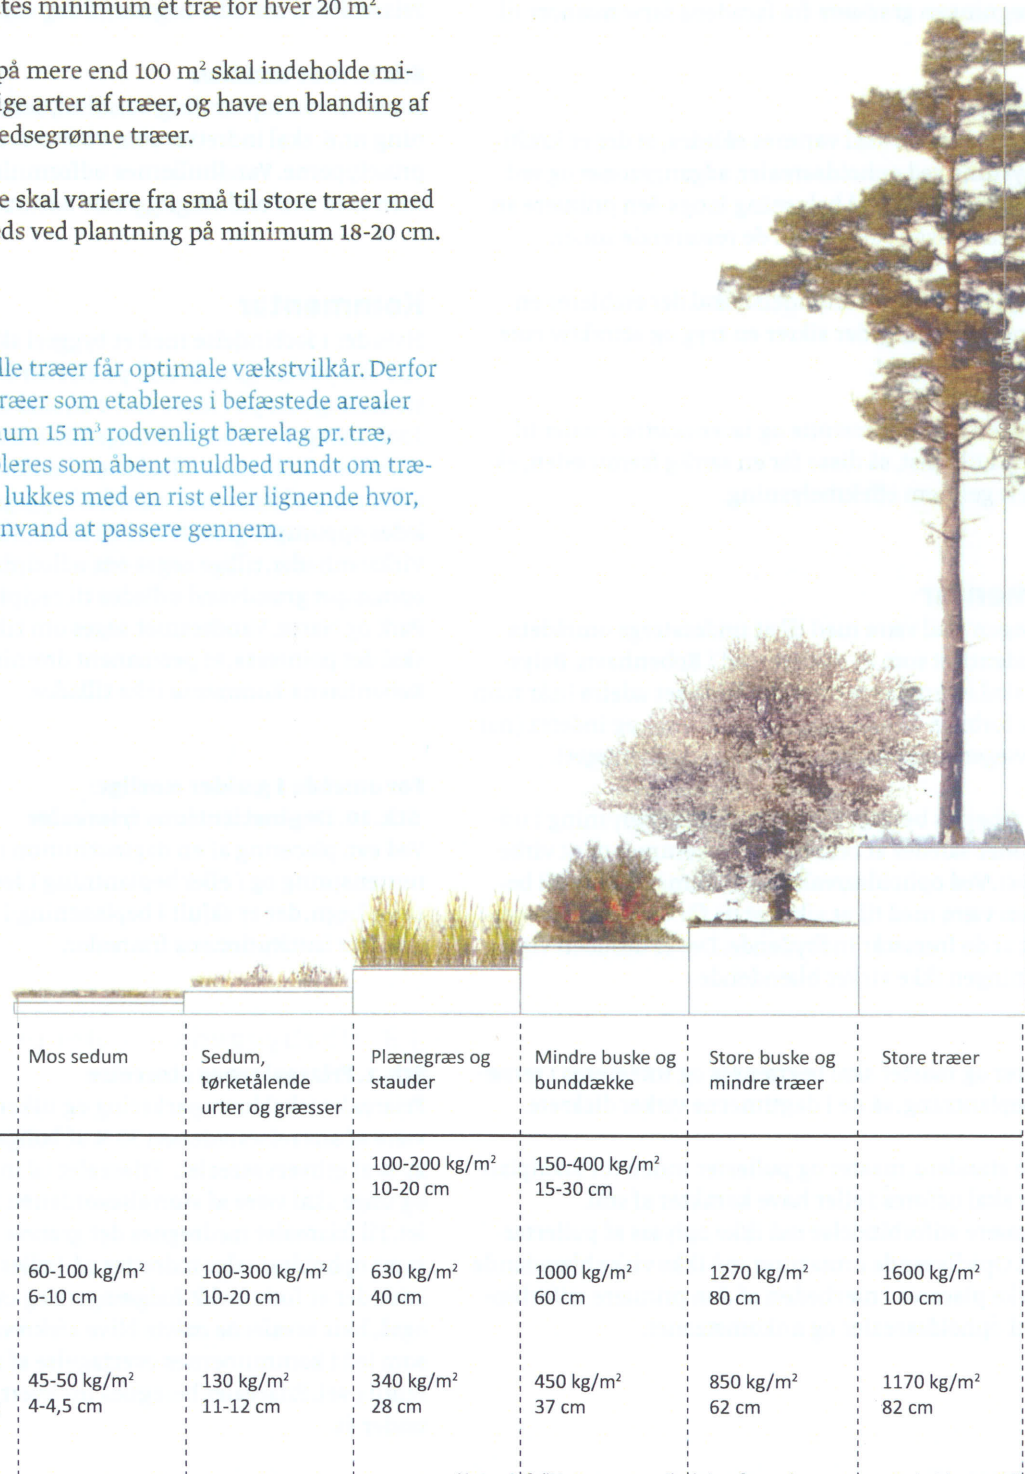 tes minimum et træ for hver 20 m².
på mere end 100 m² skal indeholde mi-
ige arter af træer, og have en blanding af
edsegrønne træer.
e skal variere fra små til store træer med
ds ved plantning på minimum 18-20 cm.
lle træer får optimale vækstvilkår. Derfor
ræer som etableres i befæstede arealer
um 15 m³ rodvenligt bærelag pr. træ,
leres som åbent muldbed rundt om træ-
lukkes med en rist eller lignende hvor,
nvand at passere gennem.
Mos sedum
Sedum,
tørketålende
urter og græsser
Plænegræs og
stauder
Mindre buske og
bunddække
Store buske og
mindre træer
Store træer
100-200 kg/m²
10-20 cm
150-400 kg/m²
15-30 cm
60-100 kg/m²
6-10 cm
100-300 kg/m²
10-20 cm
630 kg/m²
40 cm
1000 kg/m²
60 cm
1270 kg/m²
80 cm
1600 kg/m²
100 cm
45-50 kg/m²
4-4,5 cm
130 kg/m²
11-12 cm
340 kg/m²
28 cm
450 kg/m²
37 cm
850 kg/m²
62 cm
1170 kg/m²
82 cm